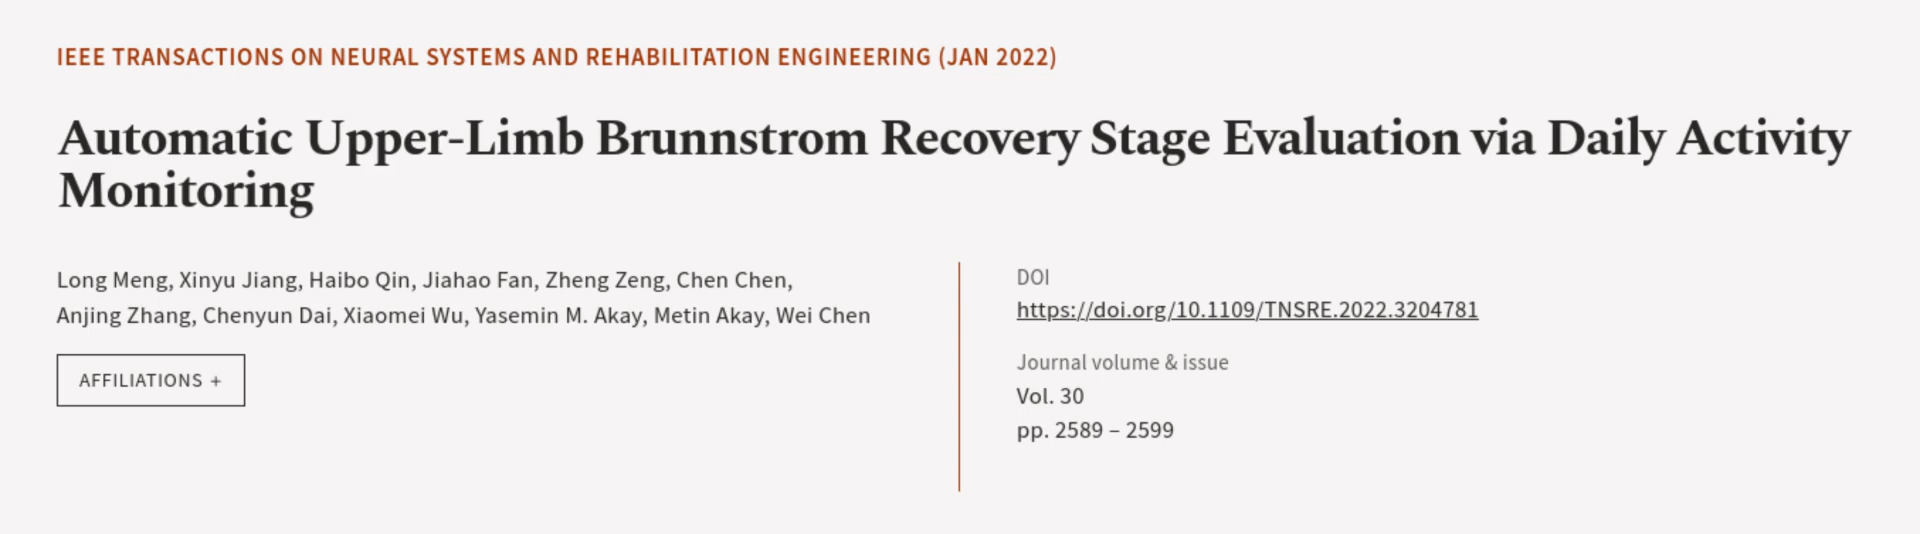 IEEE TRANSACTIONS ON NEURAL SYSTEMS AND REHABILITATION ENGINEERING (JAN 2022)
Automatic Upper-Limb Brunnstrom Recovery Stage Evaluation via Daily Activity
Monitoring
Long Meng, Xinyu Jiang, Haibo Qin, Jiahao Fan, Zheng Zeng, Chen Chen,
Anjing Zhang, Chenyun Dai, Xiaomei Wu, Yasemin M. Akay, Metin Akay, Wei Chen
AFFILIATIONS +
DOI
https://doi.org/10.1109/TNSRE.2022.3204781
Journal volume & issue
Vol. 30
pp. 2589 – 2599